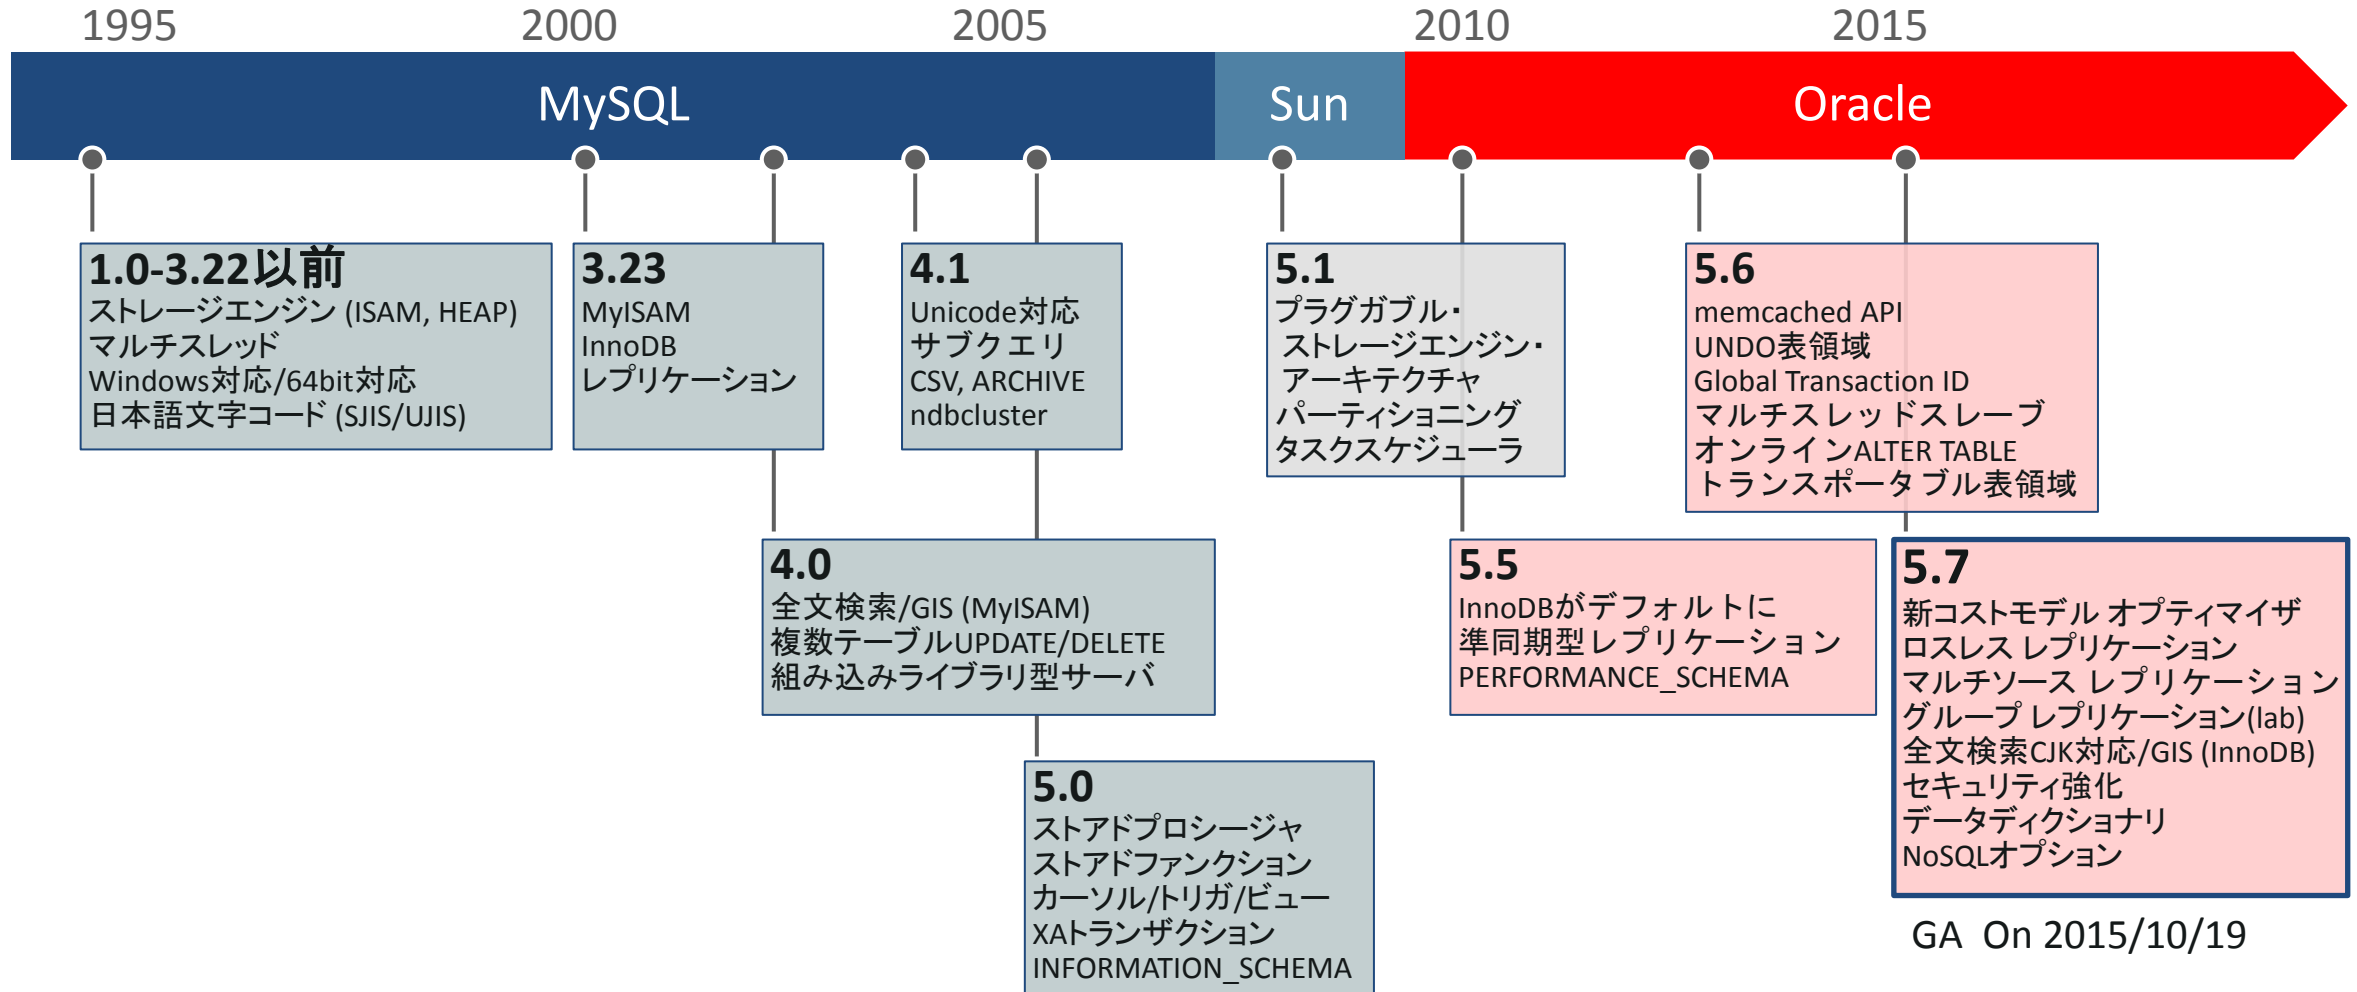 1995
2000
2005
2010
2015
MySQL
Sun
Oracle
1.0-3.22以前
ストレージエンジン (ISAM, HEAP)
マルチスレッド
Windows対応/64bit対応
日本語文字コード (SJIS/UJIS)
3.23
MyISAM
InnoDB
レプリケーション
4.1
Unicode対応
サブクエリ
CSV, ARCHIVE
ndbcluster
5.1
プラグガブル・
ストレージエンジン・
アーキテクチャ
パーティショニング
タスクスケジューラ
5.6
memcached API
UNDO表領域
Global Transaction ID
マルチスレッドスレーブ
オンラインALTER TABLE
トランスポータブル表領域
4.0
全文検索/GIS (MyISAM)
複数テーブルUPDATE/DELETE
組み込みライブラリ型サーバ
5.5
InnoDBがデフォルトに
準同期型レプリケーション
PERFORMANCE_SCHEMA
5.7
新コストモデル オプティマイザ
ロスレス レプリケーション
マルチソース レプリケーション
グループ レプリケーション(lab)
全文検索CJK対応/GIS (InnoDB)
セキュリティ強化
データディクショナリ
NoSQLオプション
5.0
ストアドプロシージャ
ストアドファンクション
カーソル/トリガ/ビュー
XAトランザクション
INFORMATION_SCHEMA
GA On 2015/10/19